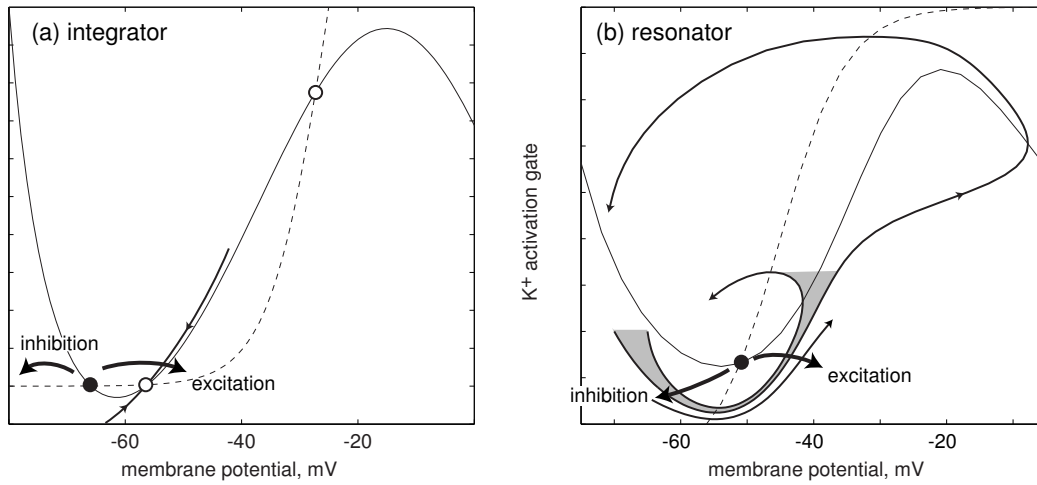 (a) integrator
inhibition
excitation
-60
-40
-20
membrane potential, mV
(b) resonator
K+ activation gate
excitation
inhibition
-60
-40
-20
membrane potential, mV